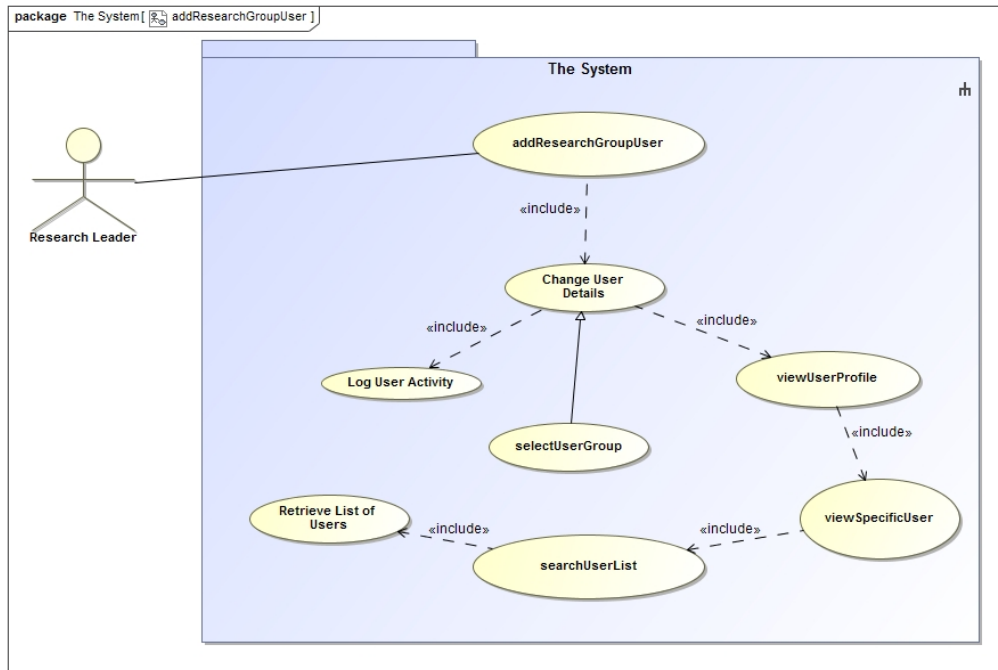 package The System[ addResearchGroupUser ]
The System
addResearchGroupUser
«include»
Research Leader
Change User
Details
«include»
«include»
Log User Activity
viewUserProfile
«include»
selectUserGroup
Retrieve List of
Users
viewSpecificUser
«include»
«include»
searchUserList